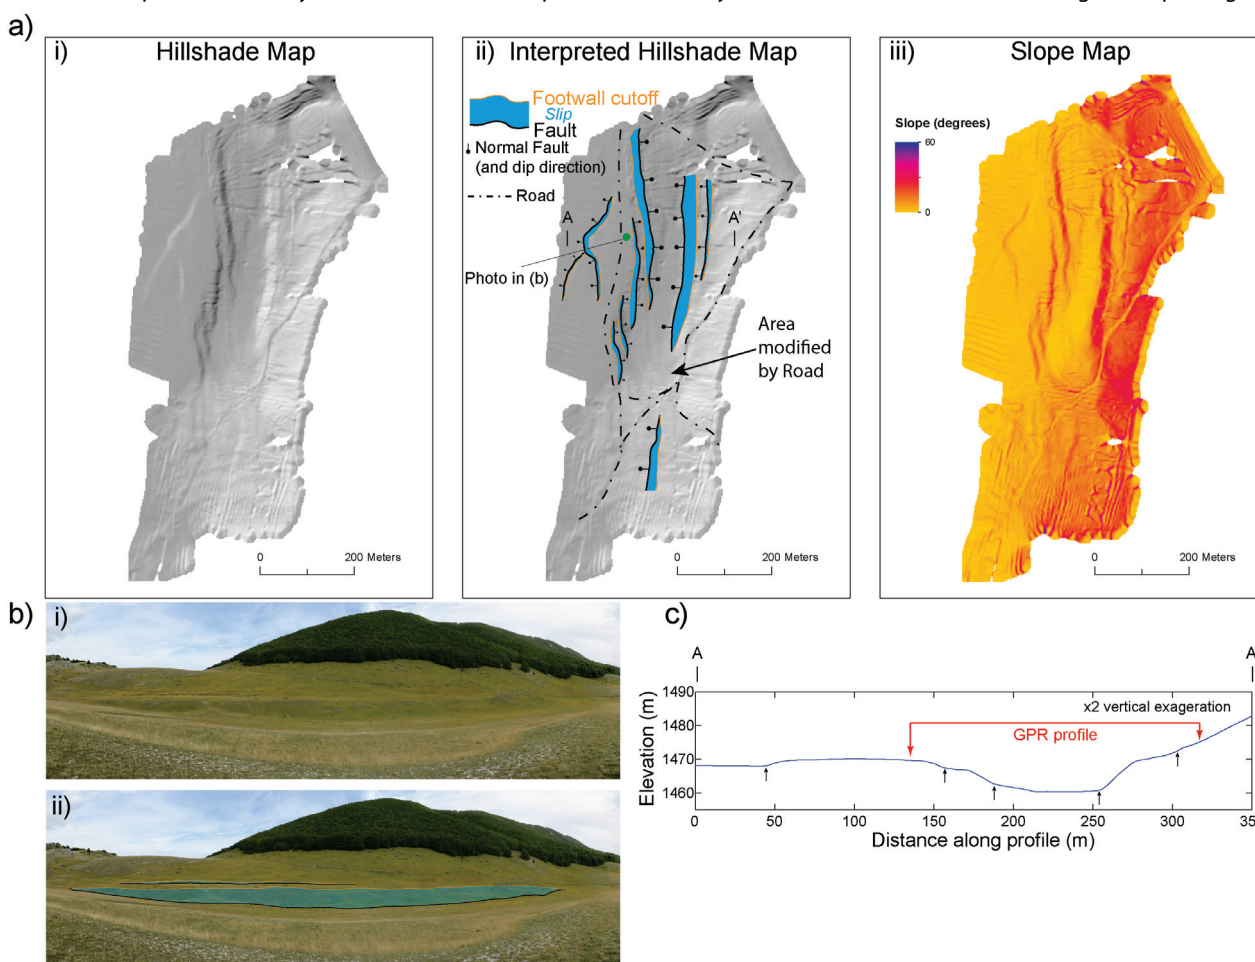 a)
i) Hillshade Map
ii) Interpreted Hillshade Map
iii) Slope Map
Footwall cutoff
Slip
Fault
Normal Fault
(and dip direction)
Road
A
A'
Photo in (b)
Area
modified
by Road
Slope (degrees)
60
0
0 200 Meters
0 200 Meters
0 200 Meters
b)
i)
ii)
c)
A
A
x2 vertical exageration
GPR profile
Elevation (m)
1490
1480
1470
1460
0 50 100 150 200 250 300 35
Distance along profile (m)